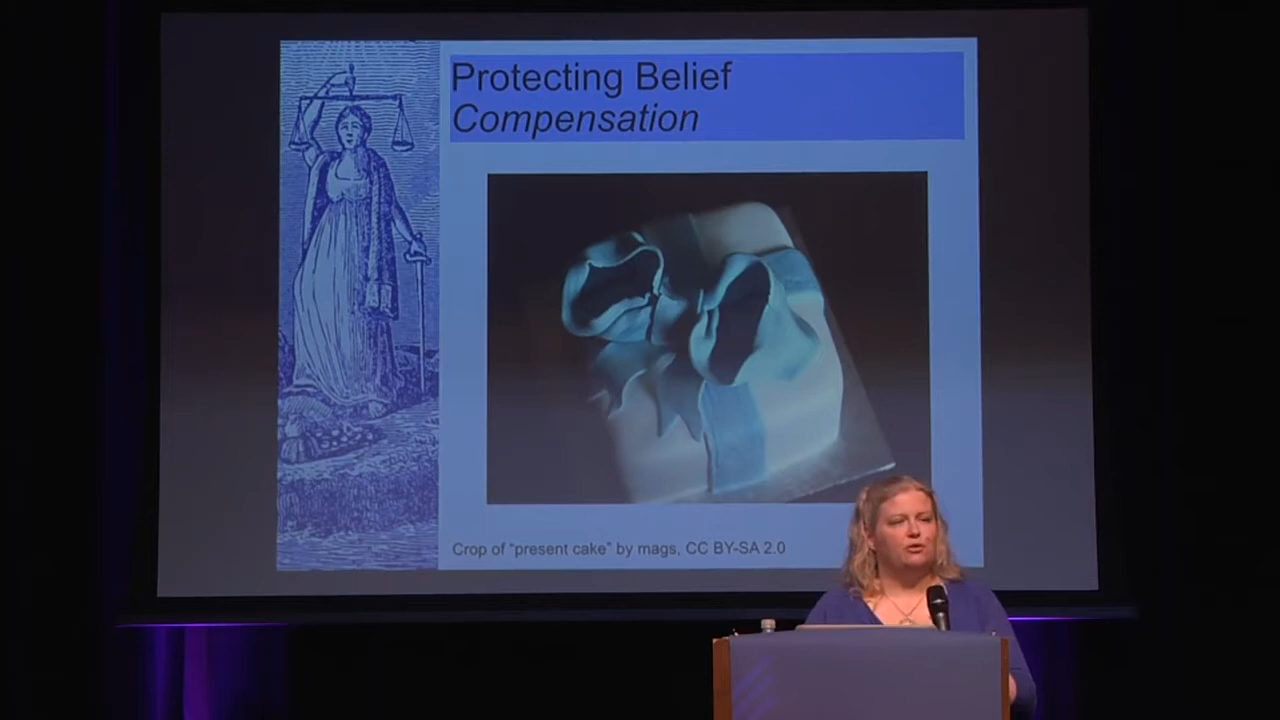 Protecting Belief
Compensation
Crop of “present cake” by mags, CC BY-SA 2.0